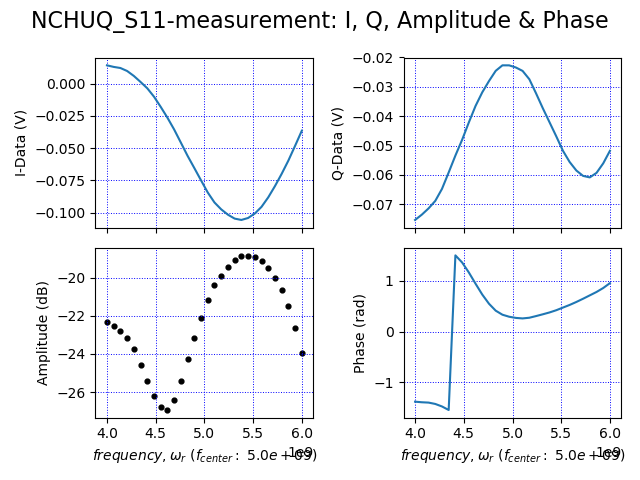 NCHUQ_S11-measurement: I, Q, Amplitude & Phase
I-Data (V)
0.000
−0.025
−0.050
−0.075
−0.100
Q-Data (V)
−0.02
−0.03
−0.04
−0.05
−0.06
−0.07
Amplitude (dB)
−20
−22
−24
−26
4.0 4.5 5.0 5.5 6.0
1e9
frequency, ωr (fcenter : 5.0e + 09)
Phase (rad)
1
0
−1
4.0 4.5 5.0 5.5 6.0
1e9
frequency, ωr (fcenter : 5.0e + 09)